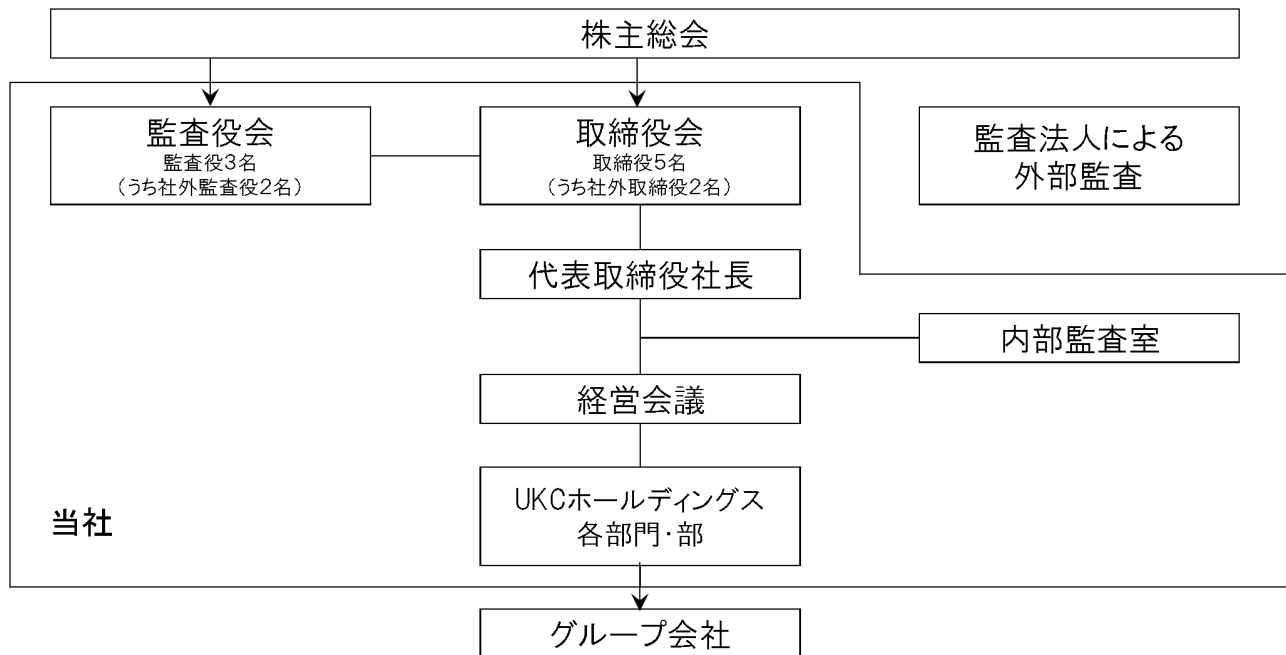 株主総会
監査役会
監査役3名
(うち社外監査役2名)
取締役会
取締役5名
(うち社外取締役2名)
監査法人による
外部監査
代表取締役社長
内部監査室
経営会議
UKCホールディングス
各部門・部
当社
グループ会社